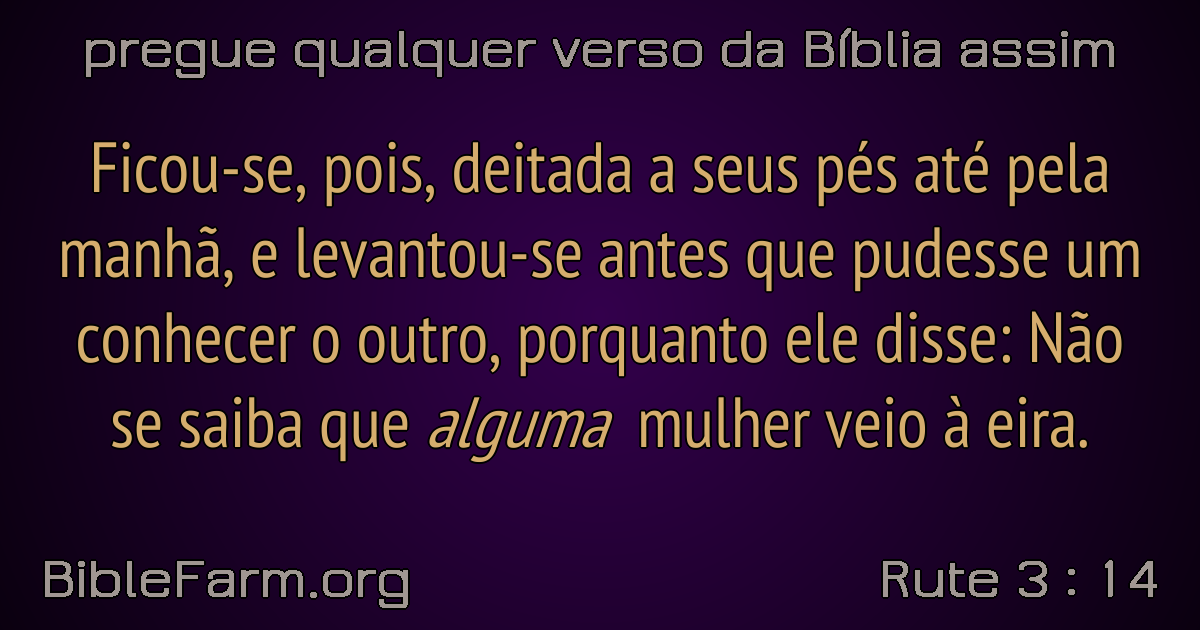 pregue qualquer verso da Bíblia assim
Ficou-se, pois, deitada a seus pés até pela
manhã, e levantou-se antes que pudesse um
conhecer o outro, porquanto ele disse: Não
se saiba que alguma mulher veio à eira.
BibleFarm.org
Rute 3 : 14